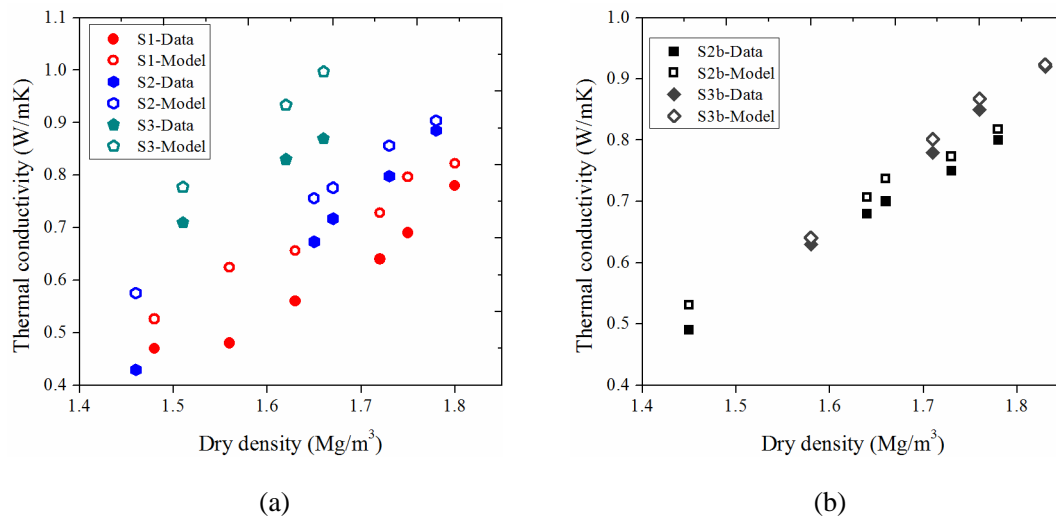 1.1
1.0
0.9
0.8
0.7
0.6
0.5
0.4
Thermal conductivity (W/mK)
S1-Data
S1-Model
S2-Data
S2-Model
S3-Data
S3-Model
1.4 1.5 1.6 1.7 1.8
Dry density (Mg/m³)
(a)
1.0
0.9
0.8
0.7
0.6
0.5
0.4
Thermal conductivity (W/mK)
S2b-Data
S2b-Model
S3b-Data
S3b-Model
1.4 1.6 1.7 1.8
Dry density (Mg/m³)
(b)